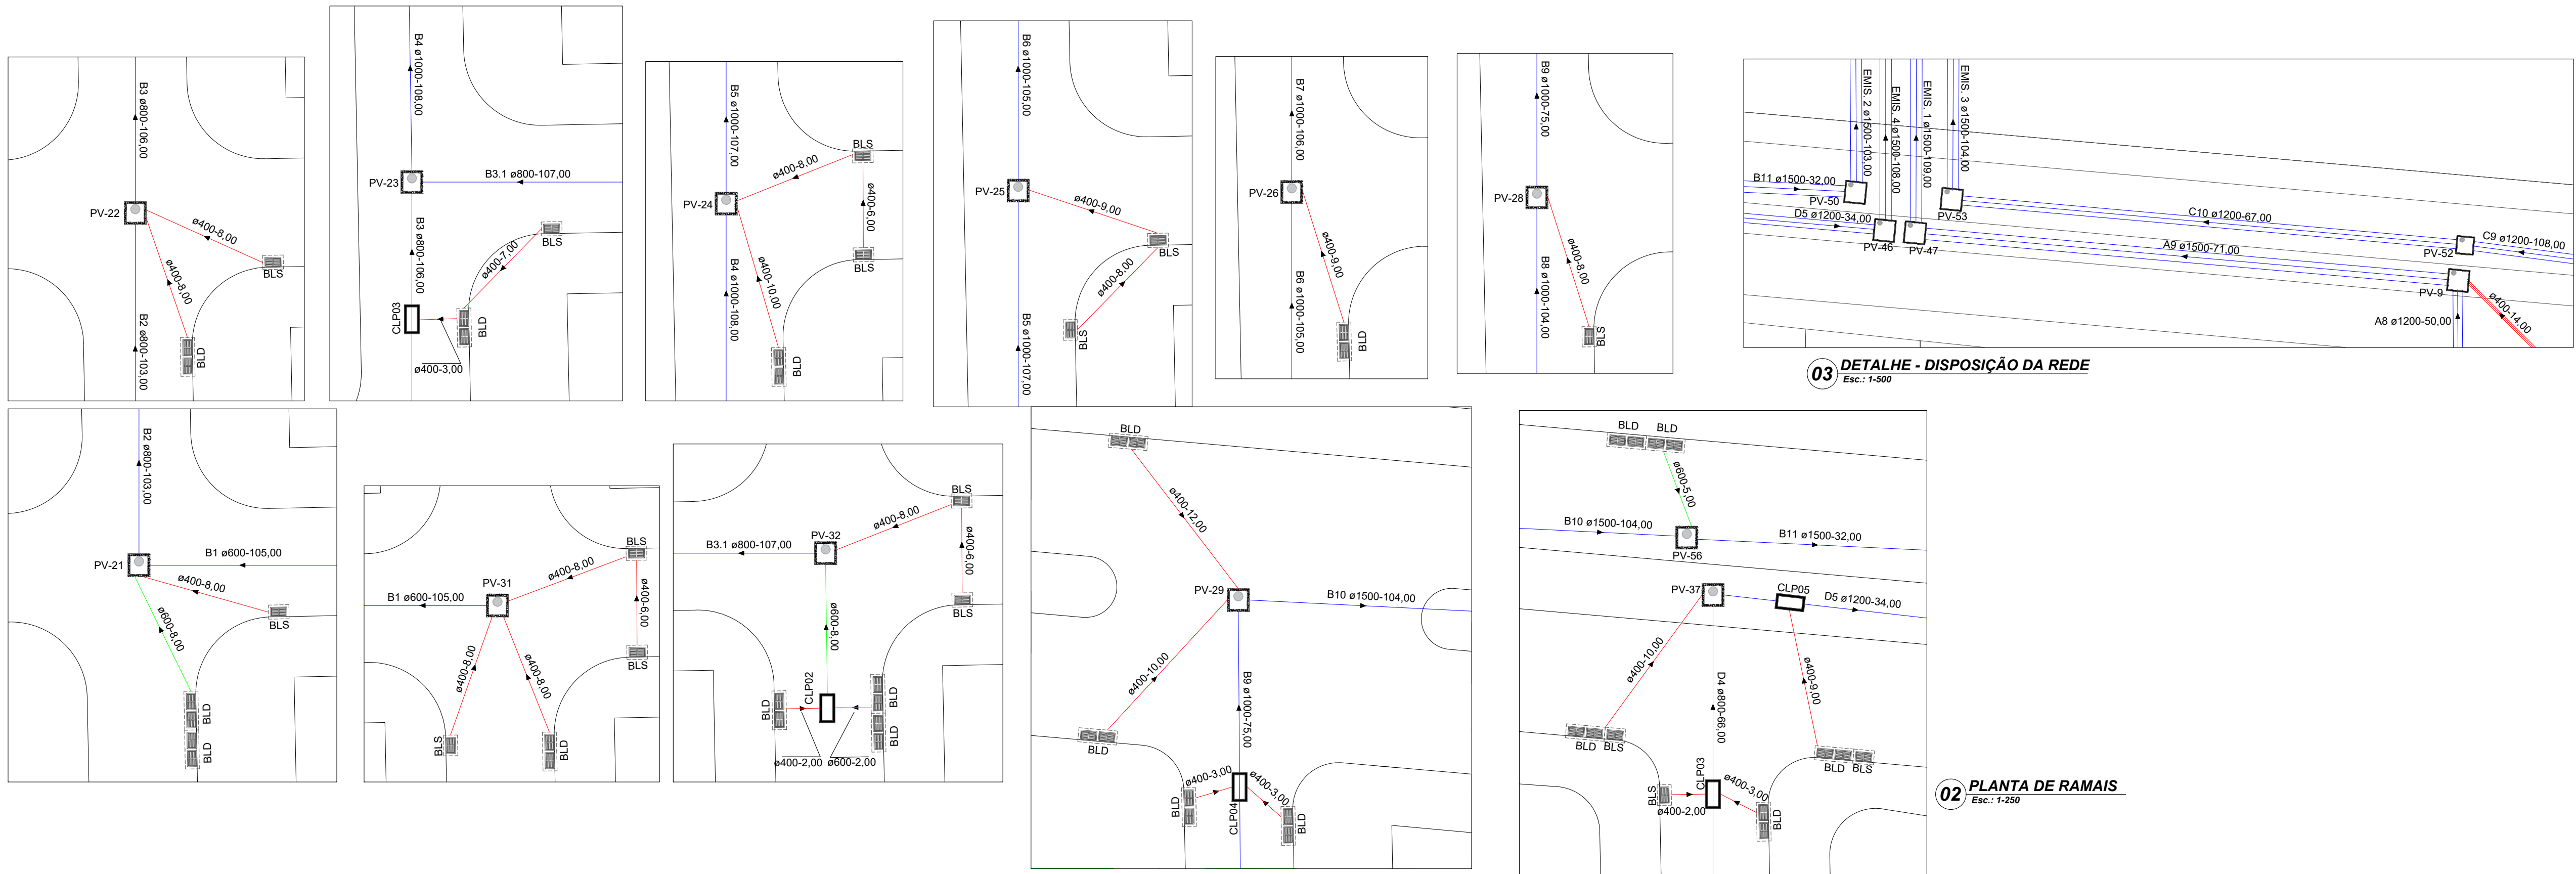 B3 ø800-106,00
PV-22
ø400-8,00
BLS
ø400-8,00
BLD
B2 ø800-103,00
B4 ø1000-108,00
PV-23
B3.1 ø800-107,00
B3 ø800-106,00
BLS
ø400-7,00
CLP03
BLD
ø400-3,00
B5 ø1000-107,00
BLS
ø400-8,00
PV-24
ø400-6,00
BLS
ø400-10,00
B4 ø1000-108,00
BLD
B6 ø1000-105,00
PV-25
ø400-9,00
BLS
ø400-8,00
BLS
B5 ø1000-107,00
B7 ø1000-106,00
PV-26
ø400-9,00
B6 ø1000-105,00
BLD
B9 ø1000-75,00
PV-28
ø400-8,00
B8 ø1000-104,00
BLS
EMIS. 2 ø1500-103,00
EMIS. 4 ø1500-108,00
EMIS. 1 ø1500-109,00
EMIS. 3 ø1500-104,00
B11 ø1500-32,00
PV-50
D5 ø1200-34,00
PV-46
PV-47
PV-53
C10 ø1200-67,00
A9 ø1500-71,00
C9 ø1200-108,00
PV-52
PV-9
ø400-14,00
A8 ø1200-50,00
03 DETALHE - DISPOSIÇÃO DA REDE
Esc.: 1-500
B2 ø800-103,00
B1 ø600-105,00
PV-21
ø400-8,00
BLS
ø600-8,00
BLD
BLD
BLS
ø400-8,00
PV-31
B1 ø600-105,00
ø400-6,00
BLS
ø400-8,00
ø400-8,00
BLS
BLD
BLS
ø400-8,00
PV-32
B3.1 ø800-107,00
ø400-6,00
BLS
ø600-8,00
CLP02
BLD
BLD
BLD
ø400-2,00
ø600-2,00
BLD
ø400-12,00
PV-29
B10 ø1500-104,00
ø400-10,00
BLD
B9 ø1000-75,00
ø400-3,00
ø400-3,00
BLD
CLP04
BLD
BLD
BLD
ø600-5,00
B10 ø1500-104,00
B11 ø1500-32,00
PV-56
PV-37
CLP05
D5 ø1200-34,00
ø400-10,00
D4 ø800-66,00
ø400-9,00
BLD
BLS
BLD
BLS
CLP03
ø400-3,00
BLS
ø400-2,00
BLD
02 PLANTA DE RAMAIS
Esc.: 1-250